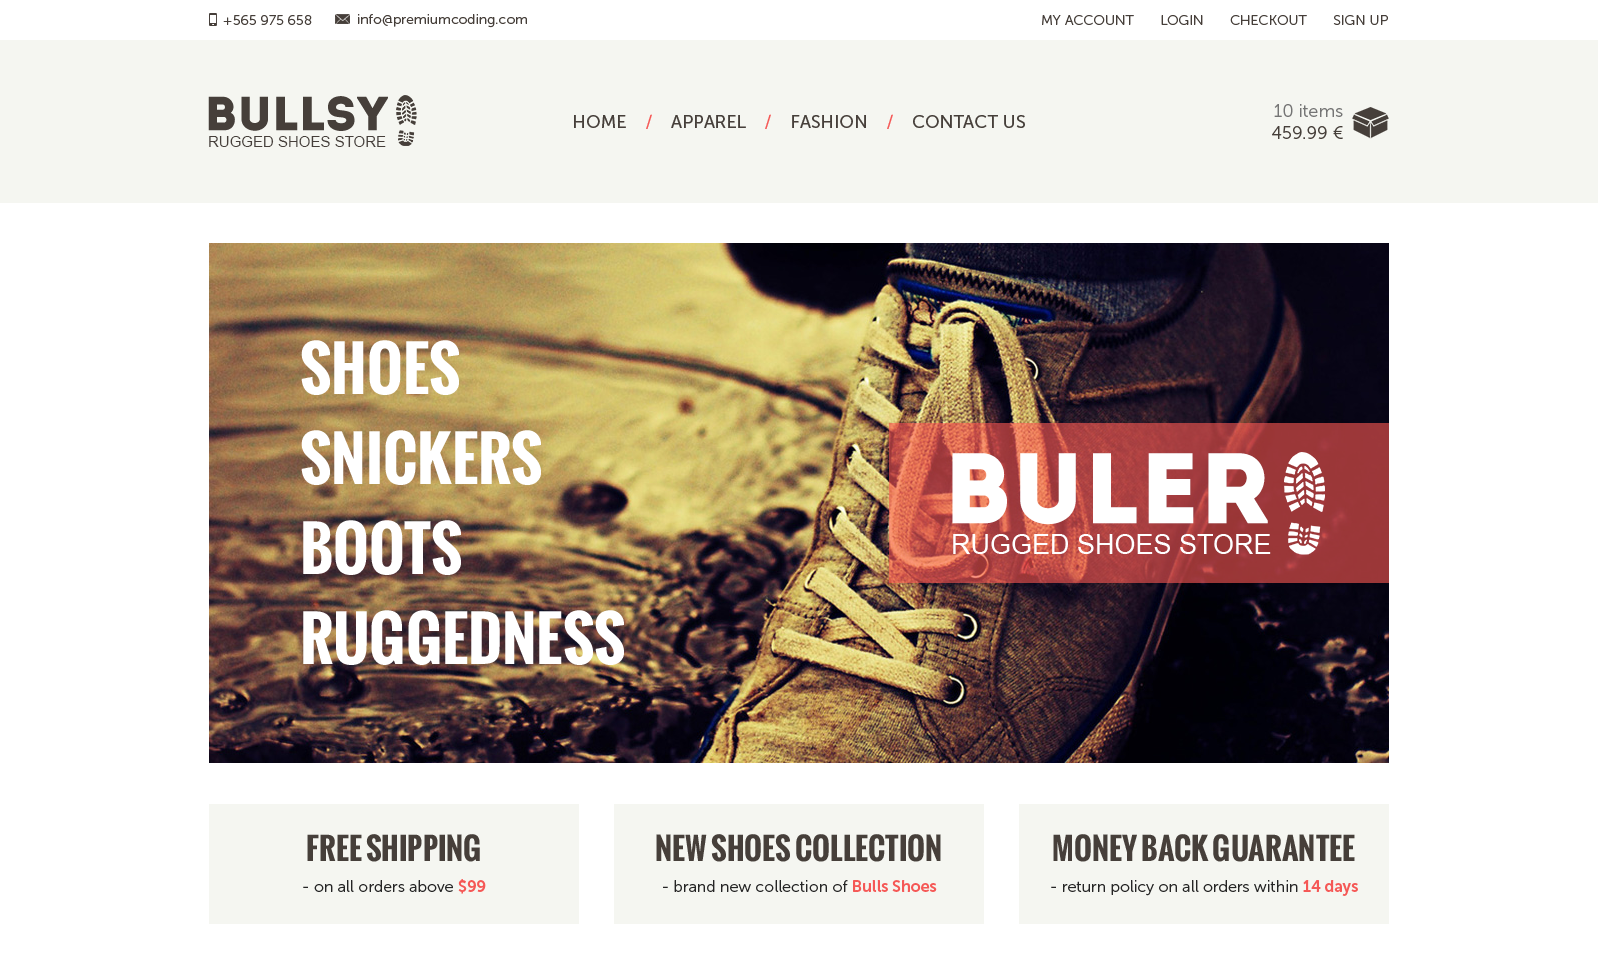 +565 975 658
info@premiumcoding.com
MY ACCOUNT
LOGIN
CHECKOUT
SIGN UP
BULLSY
RUGGED SHOES STORE
HOME / APPAREL / FASHION / CONTACT US
10 items
459.99 €
SHOES
SNICKERS
BOOTS
RUGGEDNESS
BULER
RUGGED SHOES STORE
FREE SHIPPING
- on all orders above $99
NEW SHOES COLLECTION
- brand new collection of Bulls Shoes
MONEY BACK GUARANTEE
- return policy on all orders within 14 days